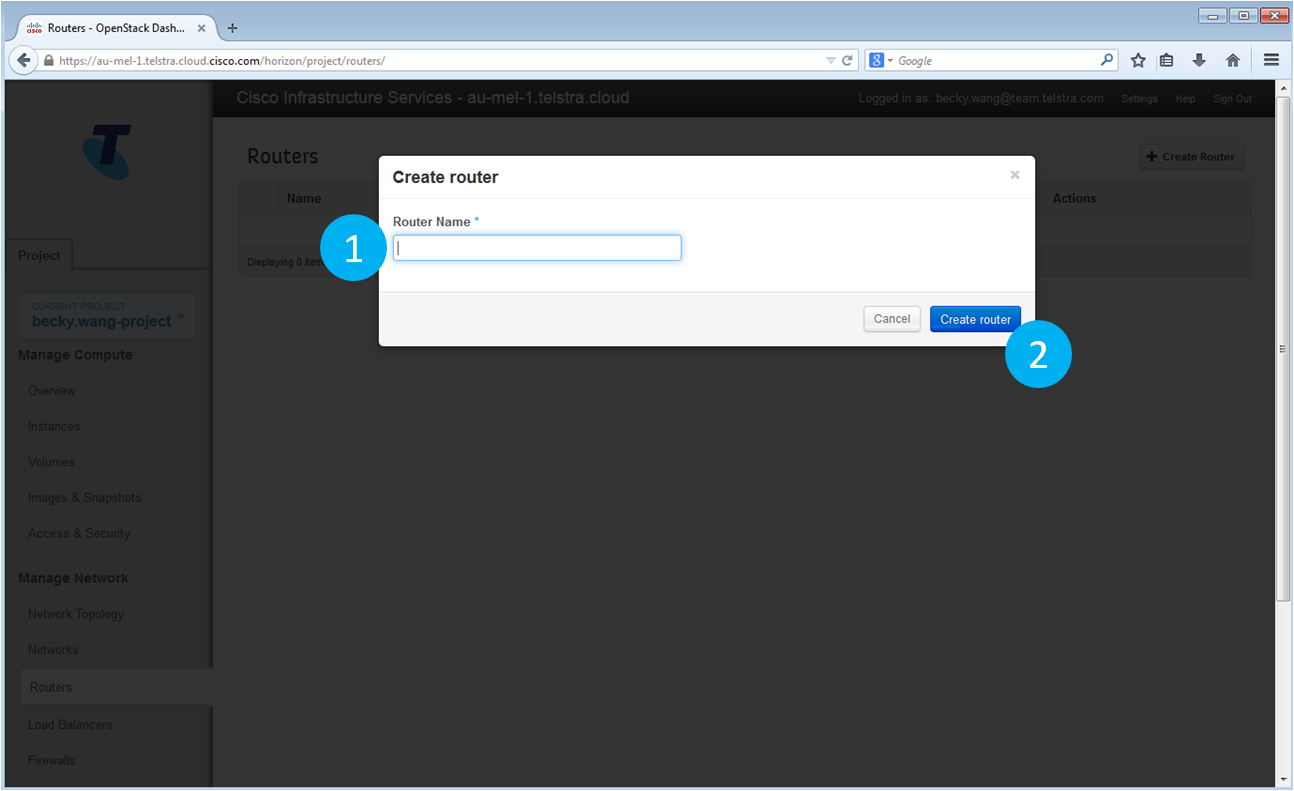 Routers - OpenStack Dash...
https://au-mel-1.telstra.cloud.cisco.com/horizon/project/routers/
Google
Cisco Infrastructure Services - au-mel-1.telstra.cloud
Logged in as: becky.wang@team.telstra.com Settings Help Sign Out
Routers
Create Router
Name
Actions
Displaying 0
Create router
Router Name *
1
Cancel
Create router
2
Project
CURRENT PROJECT
becky.wang-project
Manage Compute
Overview
Instances
Volumes
Images & Snapshots
Access & Security
Manage Network
Network Topology
Networks
Routers
Load Balancers
Firewalls